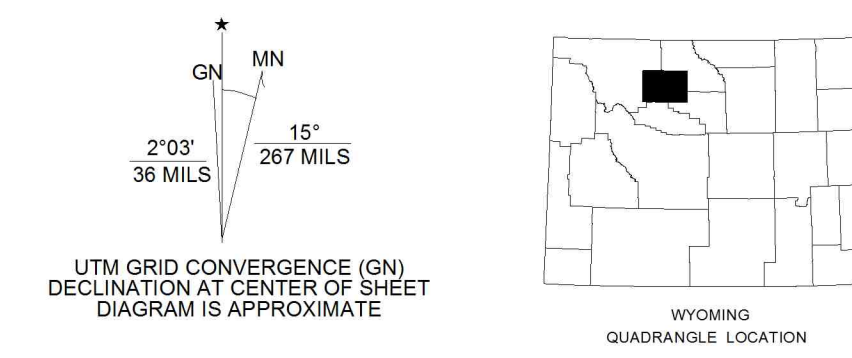 ★
GN
MN
2°03'
36 MILS
15°
267 MILS
UTM GRID CONVERGENCE (GN)
DECLINATION AT CENTER OF SHEET
DIAGRAM IS APPROXIMATE
WYOMING
QUADRANGLE LOCATION